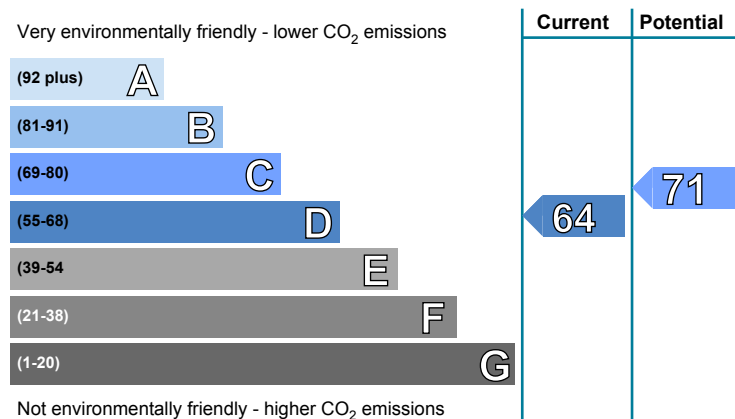 Very environmentally friendly - lower CO2 emissions
Current
Potential
(92 plus) A
(81-91) B
(69-80) C
(55-68) D
(39-54 E
(21-38) F
(1-20) G
64
71
Not environmentally friendly - higher CO2 emissions